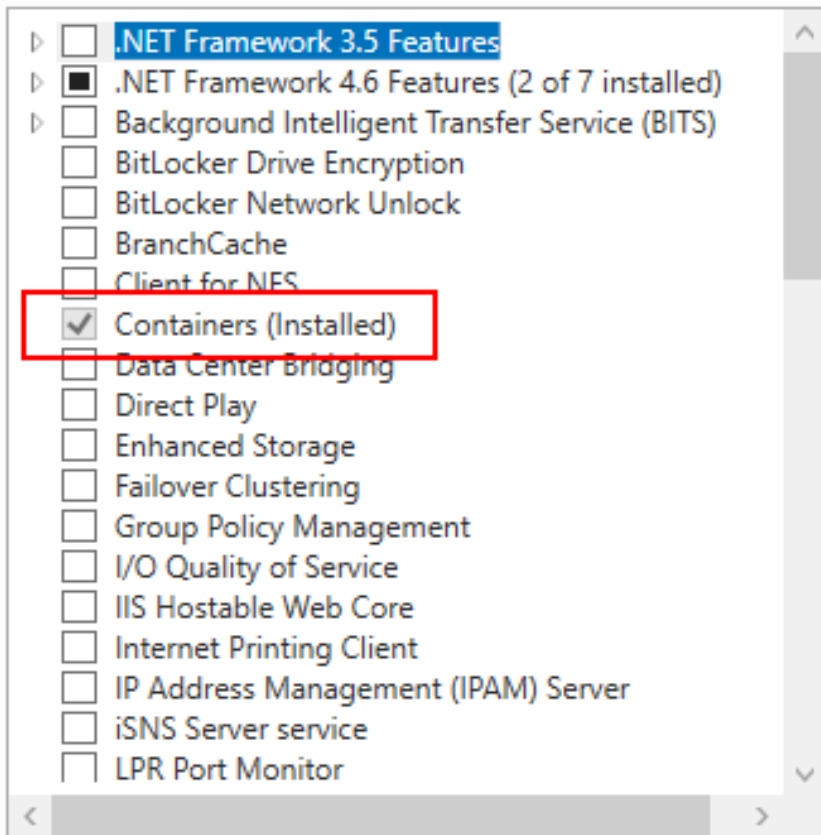 .NET Framework 3.5 Features
.NET Framework 4.6 Features (2 of 7 installed)
Background Intelligent Transfer Service (BITS)
BitLocker Drive Encryption
BitLocker Network Unlock
BranchCache
Client for NFS
Containers (Installed)
Data Center Bridging
Direct Play
Enhanced Storage
Failover Clustering
Group Policy Management
I/O Quality of Service
IIS Hostable Web Core
Internet Printing Client
IP Address Management (IPAM) Server
iSNS Server service
LPR Port Monitor